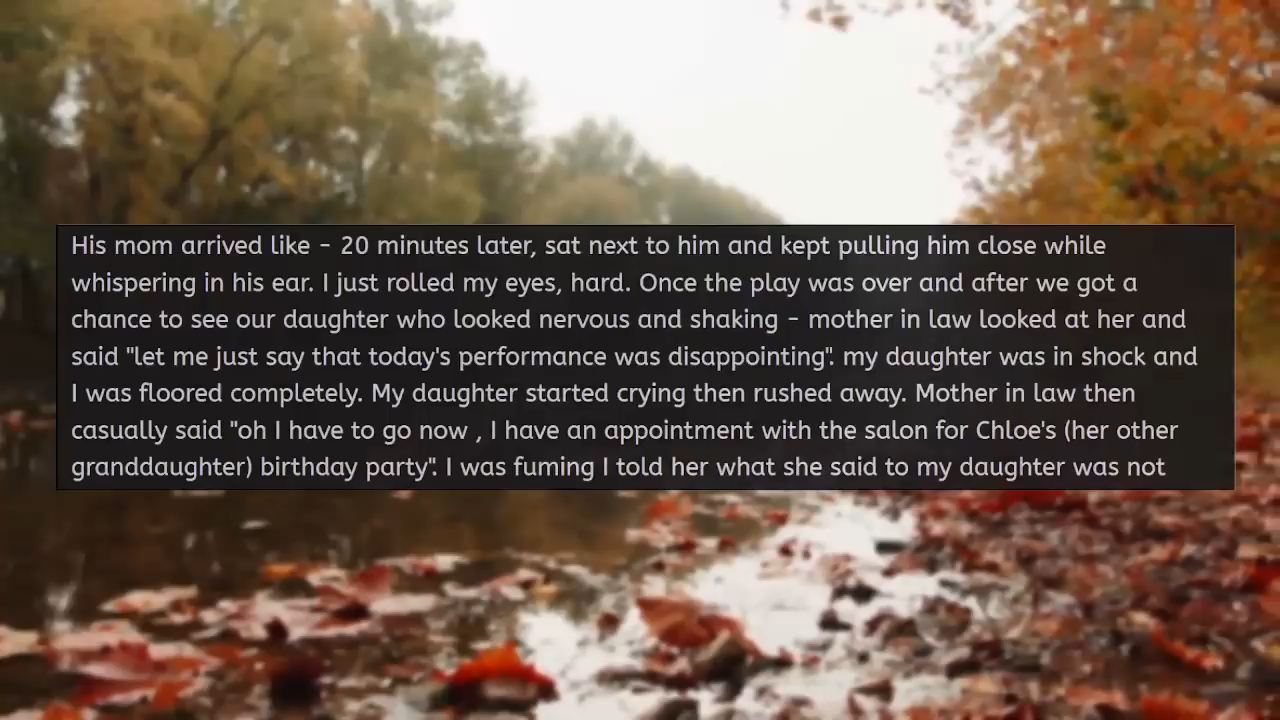 His mom arrived like - 20 minutes later, sat next to him and kept pulling him close while
whispering in his ear. I just rolled my eyes, hard. Once the play was over and after we got a
chance to see our daughter who looked nervous and shaking - mother in law looked at her and
said "let me just say that today's performance was disappointing". my daughter was in shock and
I was floored completely. My daughter started crying then rushed away. Mother in law then
casually said "oh I have to go now , I have an appointment with the salon for Chloe's (her other
granddaughter) birthday party". I was fuming I told her what she said to my daughter was not